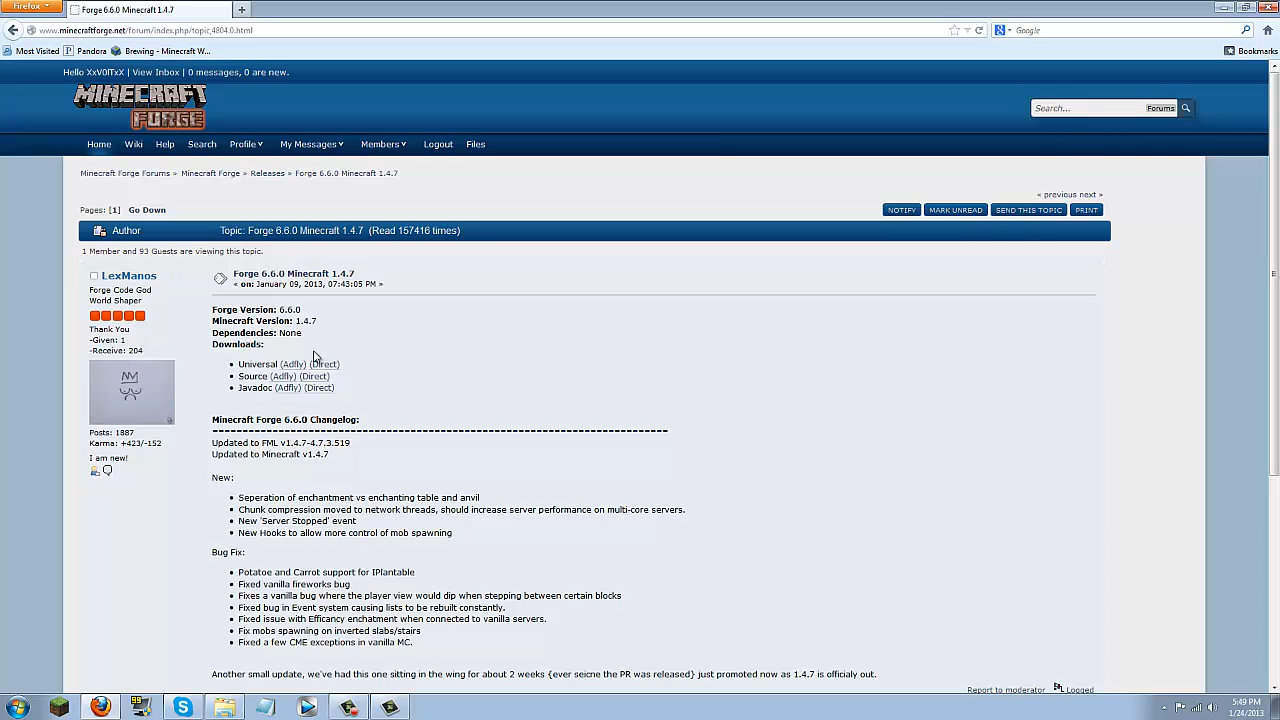 Firefox
Forge 6.6.0 Minecraft 1.4.7
www.minecraftforge.net/forum/index.php/topic,4804.0.html
Google
Most Visited Pandora Brewing - Minecraft W...
Bookmarks
Hello XxV0lTxX | View Inbox | 0 messages, 0 are new.
MINECRAFT
FORGE
Search... Forums
Home Wiki Help Search Profile My Messages Members Logout Files
Minecraft Forge Forums » Minecraft Forge » Releases » Forge 6.6.0 Minecraft 1.4.7
« previous next »
Pages: [1] Go Down
NOTIFY MARK UNREAD SEND THIS TOPIC PRINT
Author Topic: Forge 6.6.0 Minecraft 1.4.7 (Read 157416 times)
1 Member and 93 Guests are viewing this topic.
LexManos
Forge Code God
World Shaper
Thank You
-Given: 1
-Receive: 204
Posts: 1887
Karma: +423/-152
I am new!
Forge 6.6.0 Minecraft 1.4.7
« on: January 09, 2013, 07:43:05 PM »
Forge Version: 6.6.0
Minecraft Version: 1.4.7
Dependencies: None
Downloads:
• Universal (Adfly) (Direct)
• Source (Adfly) (Direct)
• Javadoc (Adfly) (Direct)
Minecraft Forge 6.6.0 Changelog:
Updated to FML v1.4.7-4.7.3.519
Updated to Minecraft v1.4.7
New:
• Seperation of enchantment vs enchanting table and anvil
• Chunk compression moved to network threads, should increase server performance on multi-core servers.
• New 'Server Stopped' event
• New Hooks to allow more control of mob spawning
Bug Fix:
• Potatoe and Carrot support for IPlantable
• Fixed vanilla fireworks bug
• Fixes a vanilla bug where the player view would dip when stepping between certain blocks
• Fixed bug in Event system causing lists to be rebuilt constantly.
• Fixed issue with Efficancy enchatment when connected to vanilla servers.
• Fix mobs spawning on inverted slabs/stairs
• Fixed a few CME exceptions in vanilla MC.
Another small update, we've had this one sitting in the wing for about 2 weeks {ever seicne the PR was released} just promoted now as 1.4.7 is officialy out.
Report to moderator Logged
5:49 PM
1/24/2013